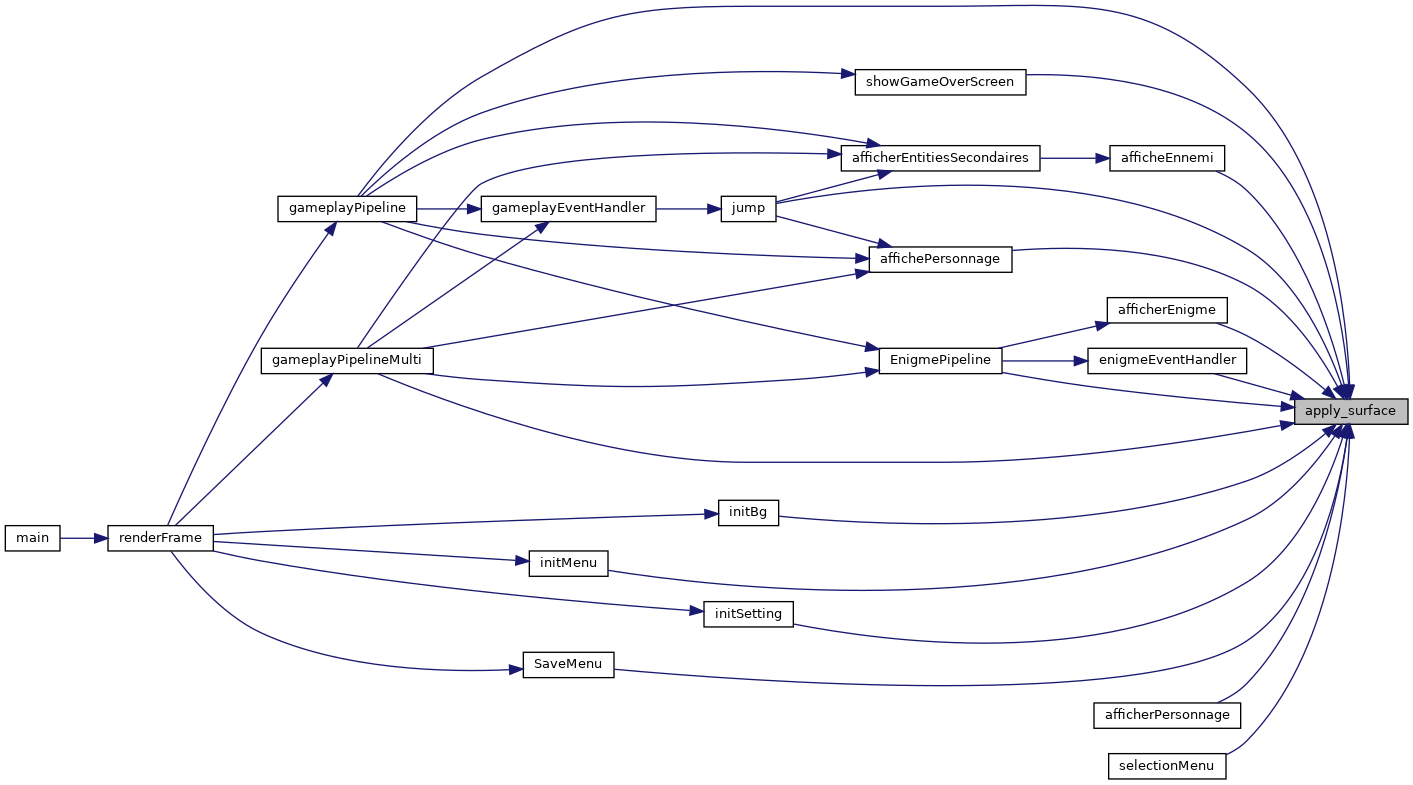 showGameOverScreen
afficherEntitiesSecondaires
afficheEnnemi
gameplayPipeline
gameplayEventHandler
jump
affichePersonnage
afficherEnigme
gameplayPipelineMulti
EnigmePipeline
enigmeEventHandler
apply_surface
initBg
main
renderFrame
initMenu
initSetting
SaveMenu
afficherPersonnage
selectionMenu